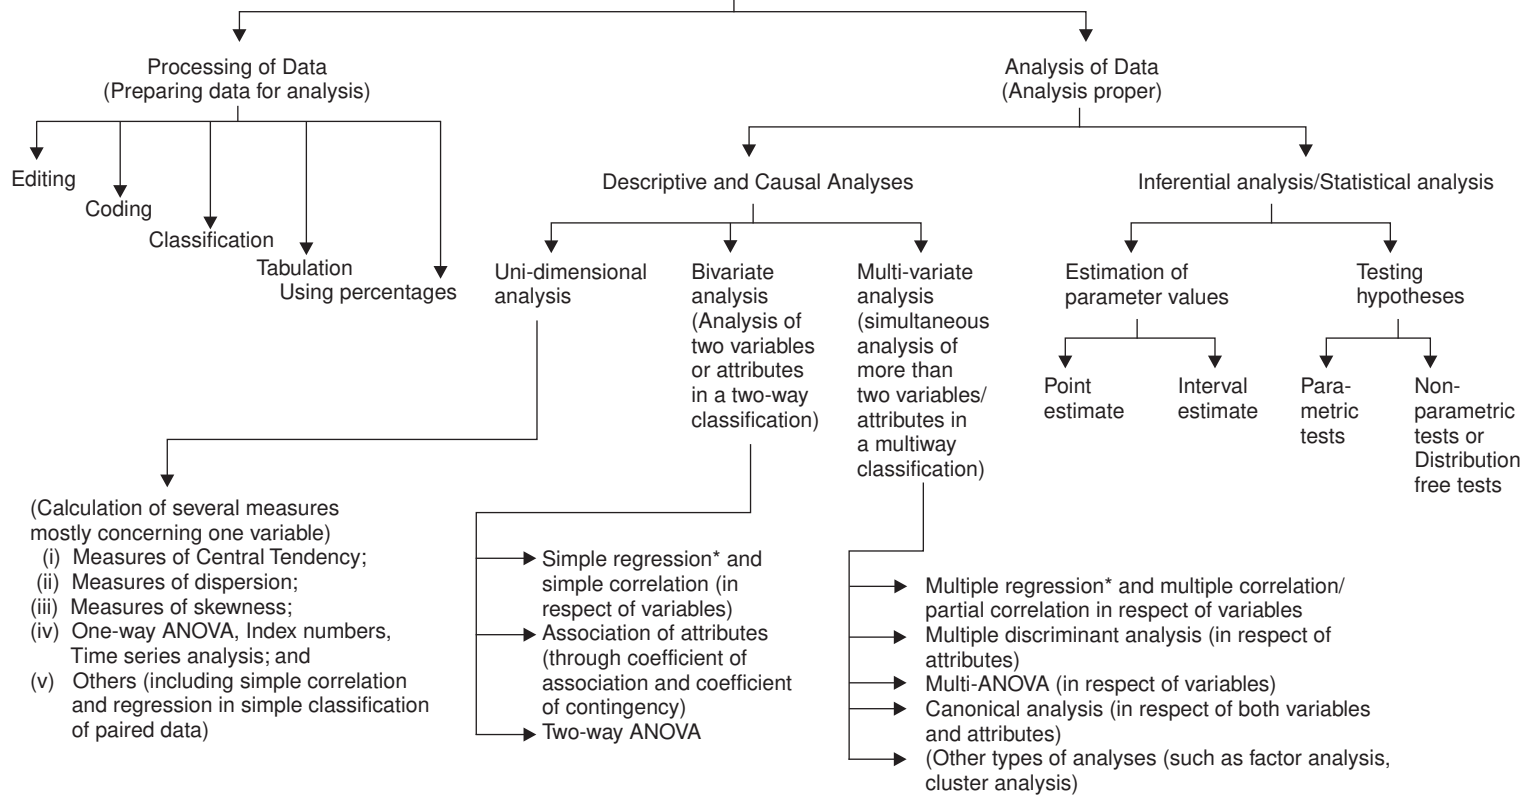 Processing of Data
(Preparing data for analysis)
Analysis of Data
(Analysis proper)
Editing
Coding
Classification
Tabulation
Using percentages
Descriptive and Causal Analyses
Inferential analysis/Statistical analysis
Uni-dimensional
analysis
Bivariate
analysis
(Analysis of
two variables
or attributes
in a two-way
classification)
Multi-variate
analysis
(simultaneous
analysis of
more than
two variables/
attributes in
a multiway
classification)
Estimation of
parameter values
Testing
hypotheses
Point
estimate
Interval
estimate
Para-
metric
tests
Non-
parametric
tests or
Distribution
free tests
(Calculation of several measures
mostly concerning one variable)
(i) Measures of Central Tendency;
(ii) Measures of dispersion;
(iii) Measures of skewness;
(iv) One-way ANOVA, Index numbers,
Time series analysis; and
(v) Others (including simple correlation
and regression in simple classification
of paired data)
Simple regression* and
simple correlation (in
respect of variables)
Association of attributes
(through coefficient of
association and coefficient
of contingency)
Two-way ANOVA
Multiple regression* and multiple correlation/
partial correlation in respect of variables
Multiple discriminant analysis (in respect of
attributes)
Multi-ANOVA (in respect of variables)
Canonical analysis (in respect of both variables
and attributes)
(Other types of analyses (such as factor analysis,
cluster analysis)